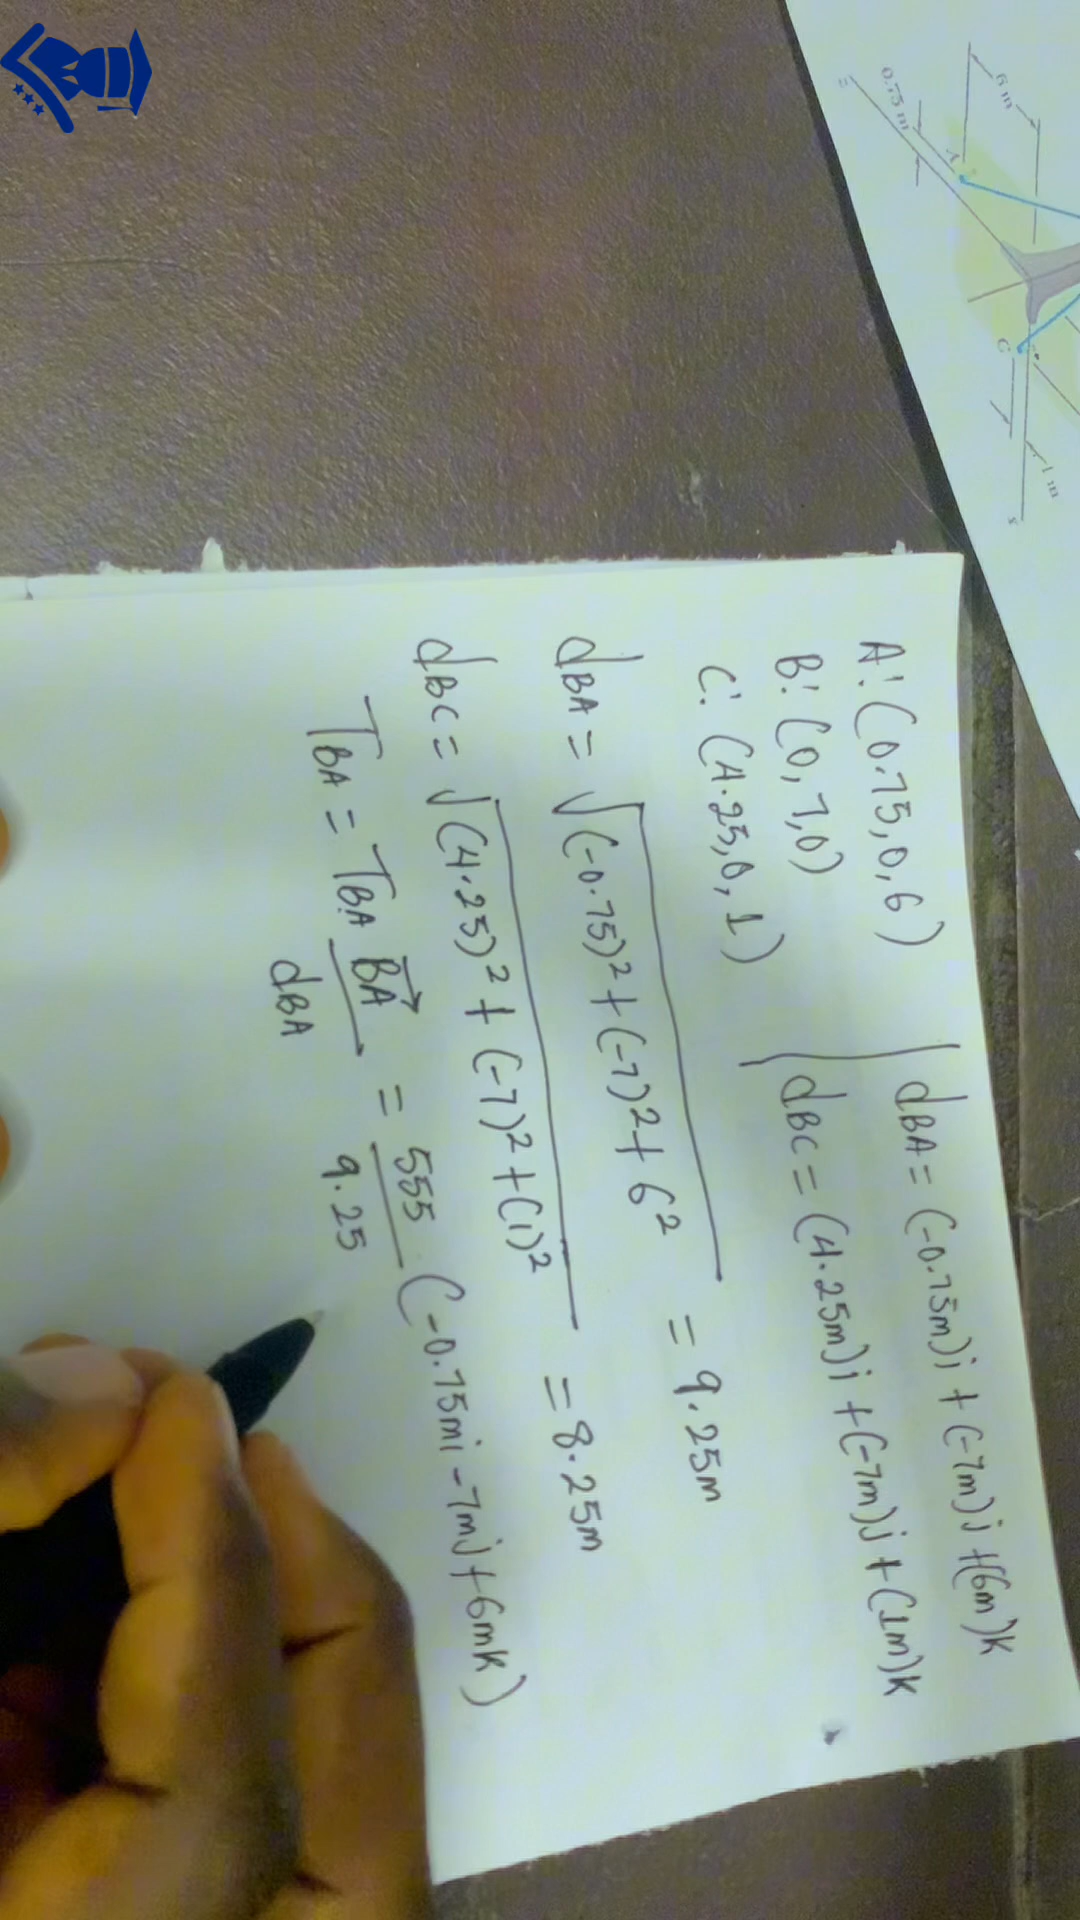 6 m
0.75 m
A
C
1 m
x
A: (0.75, 0, 6)
B: (0, 7, 0)
C: (4.25, 0, 1)
dBA = (-0.75m)i + (-7m)j + (6m)k
dBC = (4.25m)i + (-7m)j + (1m)k
dBA = √(-0.75)² + (-7)² + 6² = 9.25m
dBC = √(4.25)² + (-7)² + (1)² = 8.25m
TBA = TBA BA→ / dBA = 555 / 9.25 (-0.75mi - 7mj + 6mk)